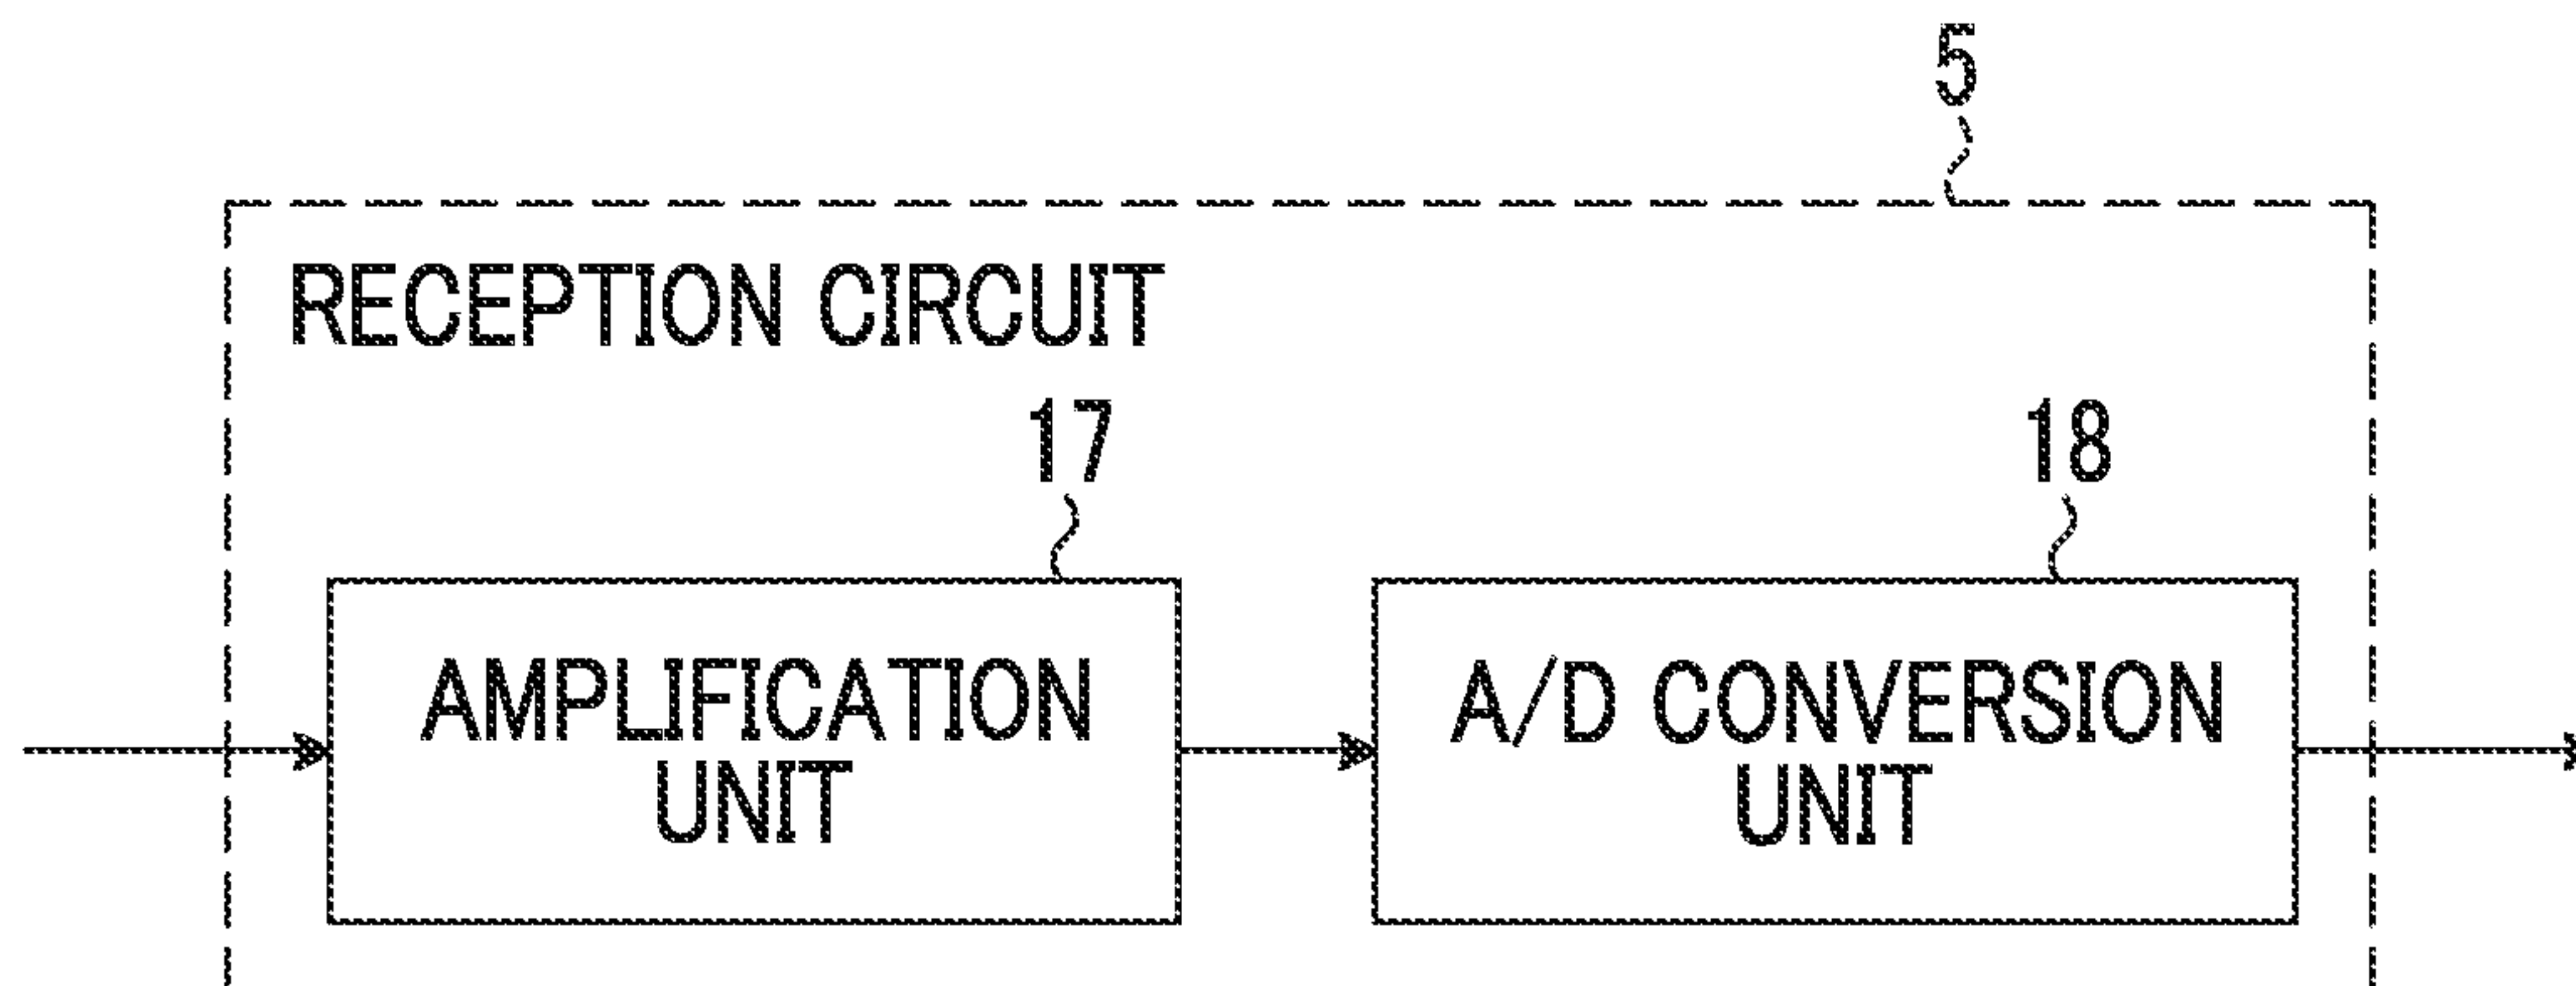 5
RECEPTION CIRCUIT
17
18
AMPLIFICATION
UNIT
A/D CONVERSION
UNIT